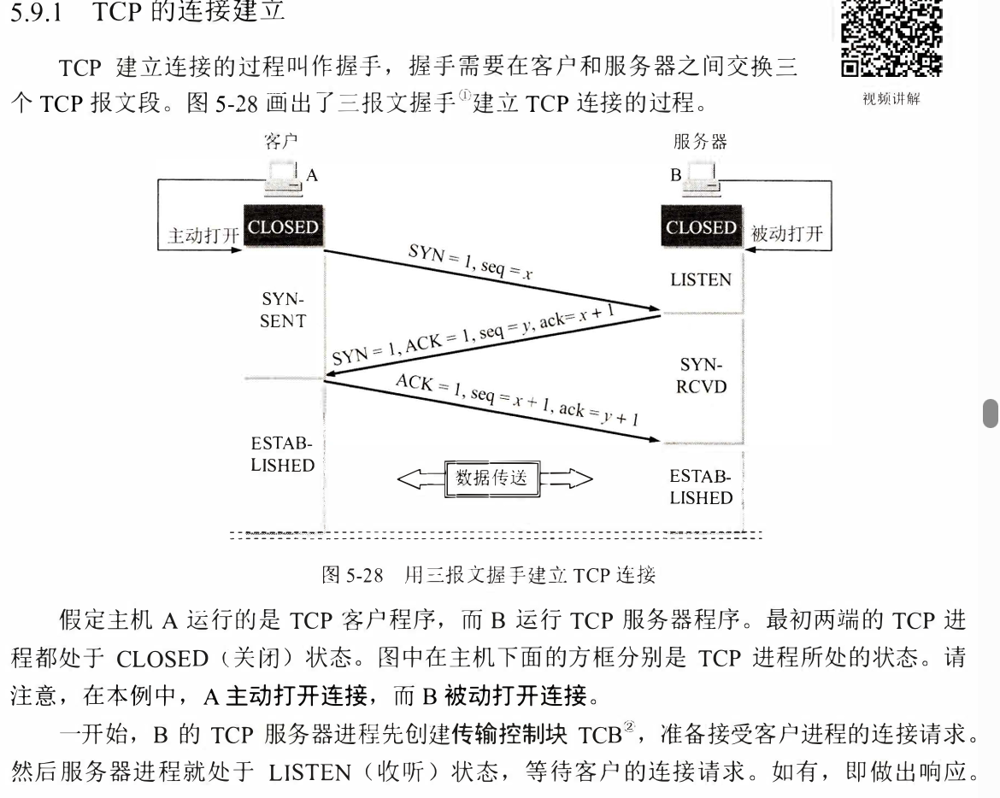 5.9.1 TCP 的连接建立
TCP 建立连接的过程叫作握手，握手需要在客户和服务器之间交换三
个 TCP 报文段。图 5-28 画出了三报文握手①建立 TCP 连接的过程。
视频讲解
客户
服务器
A
B
主动打开
CLOSED
CLOSED
被动打开
SYN = 1, seq = x
LISTEN
SYN-
SENT
SYN = 1, ACK = 1, seq = y, ack= x + 1
SYN-
RCVD
ACK = 1, seq = x + 1, ack = y + 1
ESTAB-
LISHED
数据传送
ESTAB-
LISHED
图 5-28 用三报文握手建立 TCP 连接
假定主机 A 运行的是 TCP 客户程序，而 B 运行 TCP 服务器程序。最初两端的 TCP 进
程都处于 CLOSED（关闭）状态。图中在主机下面的方框分别是 TCP 进程所处的状态。请
注意，在本例中，A 主动打开连接，而 B 被动打开连接。
一开始，B 的 TCP 服务器进程先创建传输控制块 TCB②，准备接受客户进程的连接请求。
然后服务器进程就处于 LISTEN（收听）状态，等待客户的连接请求。如有，即做出响应。